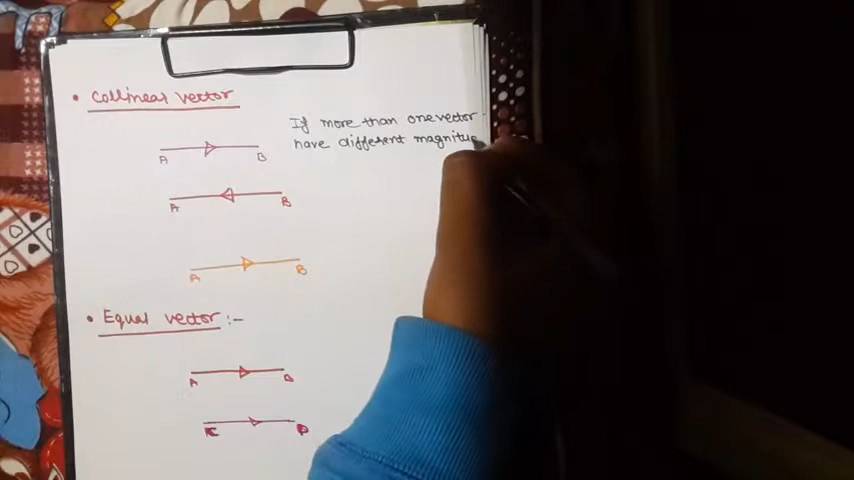 • Collinear vector
If more than one vector
have different magnitu
A B
A B
A B
• Equal vector :-
A B
C D